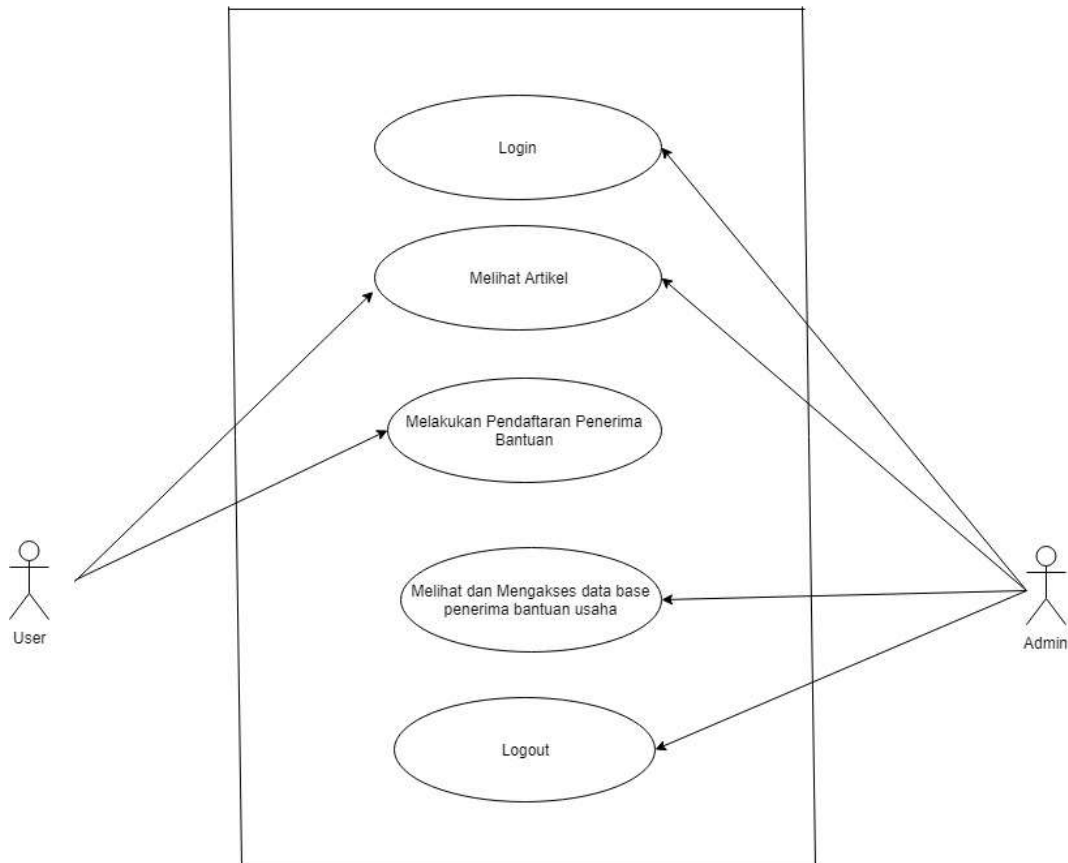 Login
Melihat Artikel
Melakukan Pendaftaran Penerima
Bantuan
Melihat dan Mengakses data base
penerima bantuan usaha
Logout
User
Admin